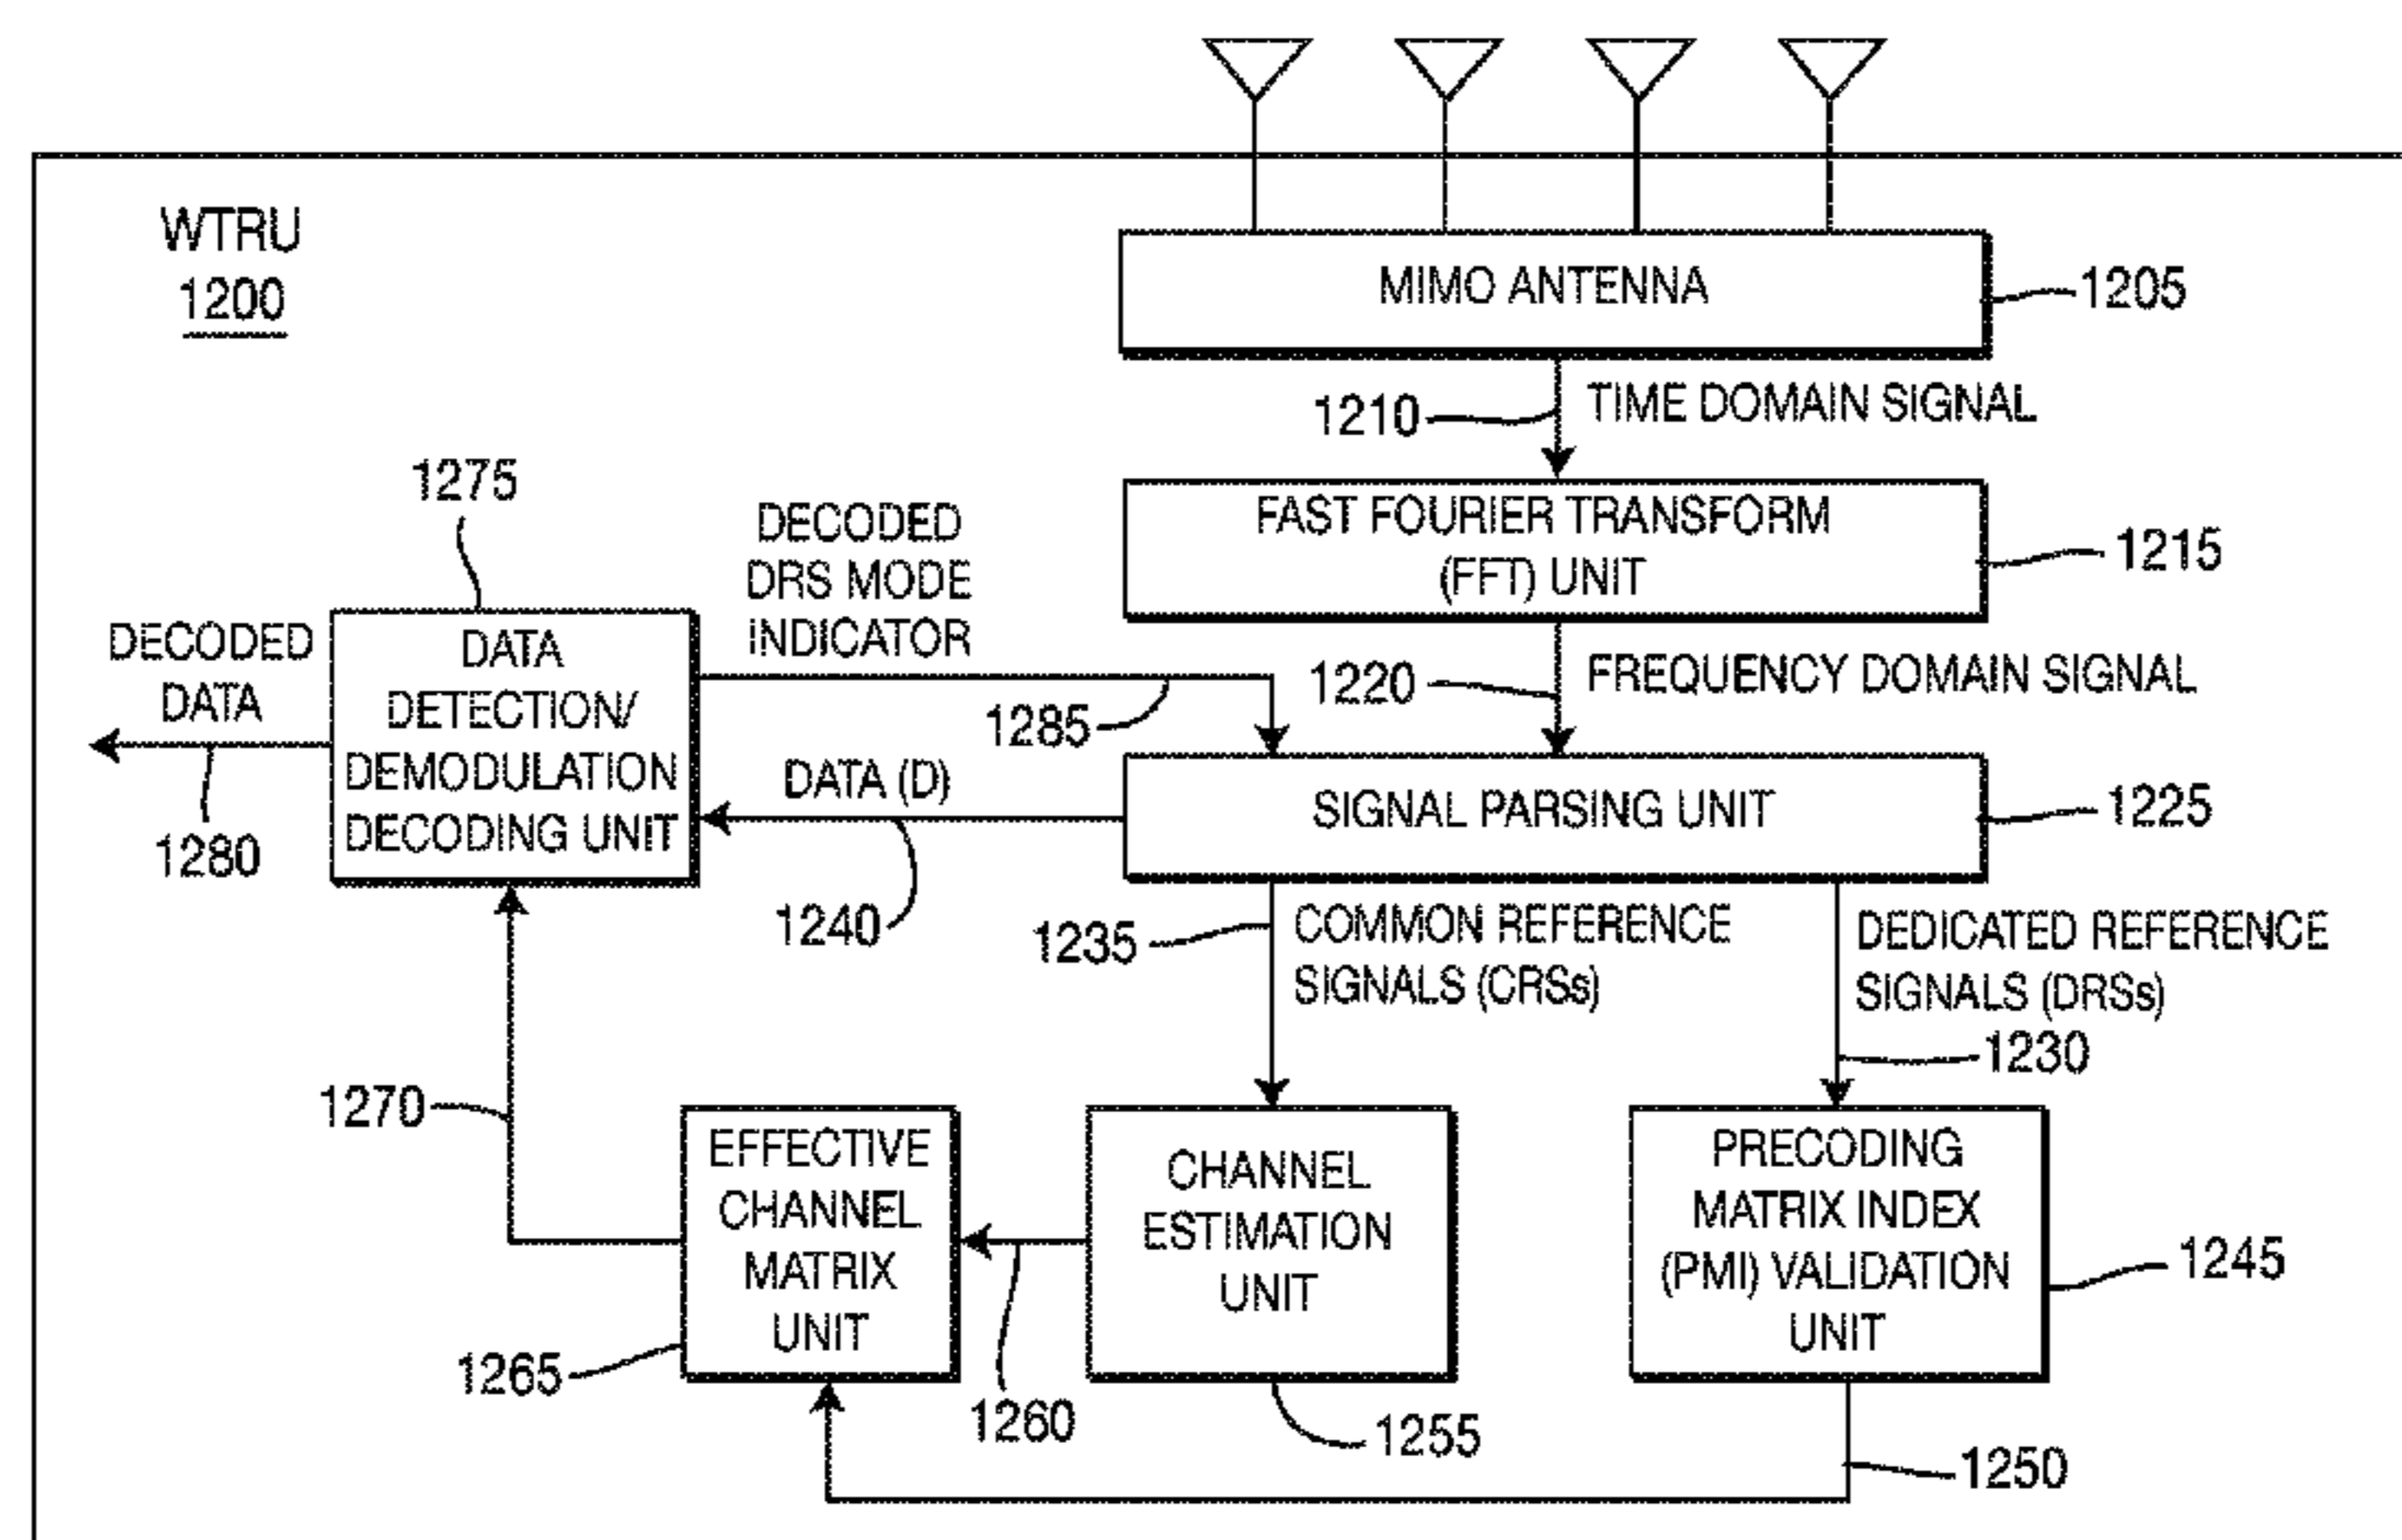 WTRU
1200
MIMO ANTENNA
1205
1210
TIME DOMAIN SIGNAL
FAST FOURIER TRANSFORM
(FFT) UNIT
1215
1220
FREQUENCY DOMAIN SIGNAL
1275
DECODED
DRS MODE
INDICATOR
1285
DECODED
DATA
1280
DATA
DETECTION/
DEMODULATION
DECODING UNIT
DATA (D)
1240
SIGNAL PARSING UNIT
1225
1235
COMMON REFERENCE
SIGNALS (CRSs)
DEDICATED REFERENCE
SIGNALS (DRSs)
1230
1270
EFFECTIVE
CHANNEL
MATRIX
UNIT
1265
1260
CHANNEL
ESTIMATION
UNIT
1255
PRECODING
MATRIX INDEX
(PMI) VALIDATION
UNIT
1245
1250